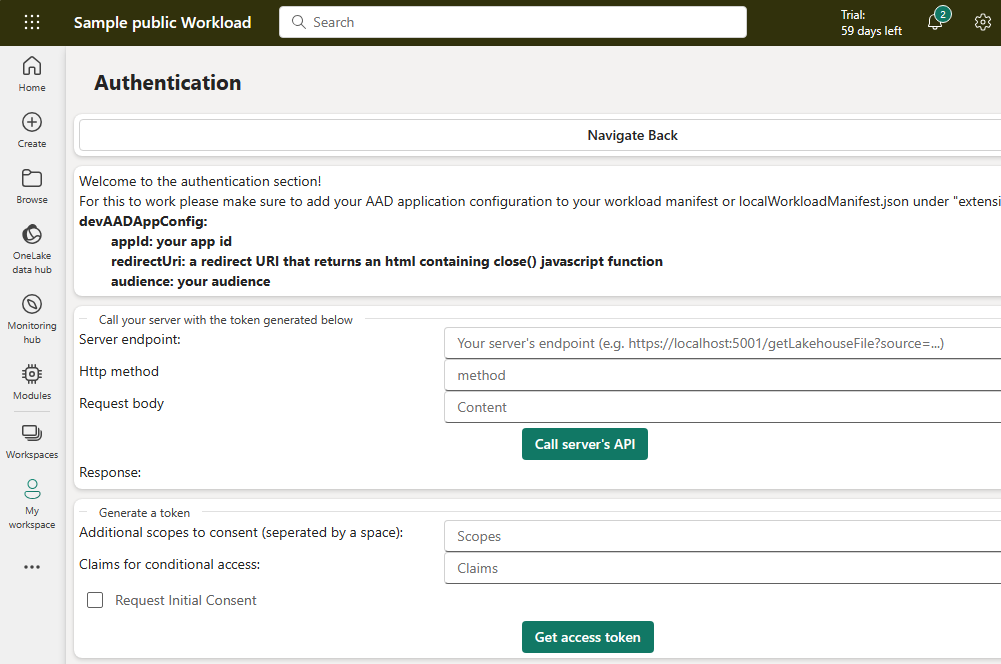 Sample public Workload
Search
Trial:
59 days left
2
Home
Create
Browse
OneLake
data hub
Monitoring
hub
Modules
Workspaces
My
workspace
Authentication
Navigate Back
Welcome to the authentication section!
For this to work please make sure to add your AAD application configuration to your workload manifest or localWorkloadManifest.json under "extensi
devAADAppConfig:
appId: your app id
redirectUri: a redirect URI that returns an html containing close() javascript function
audience: your audience
Call your server with the token generated below
Server endpoint:
Your server's endpoint (e.g. https://localhost:5001/getLakehouseFile?source=...)
Http method
method
Request body
Content
Call server's API
Response:
Generate a token
Additional scopes to consent (seperated by a space):
Scopes
Claims for conditional access:
Claims
Request Initial Consent
Get access token